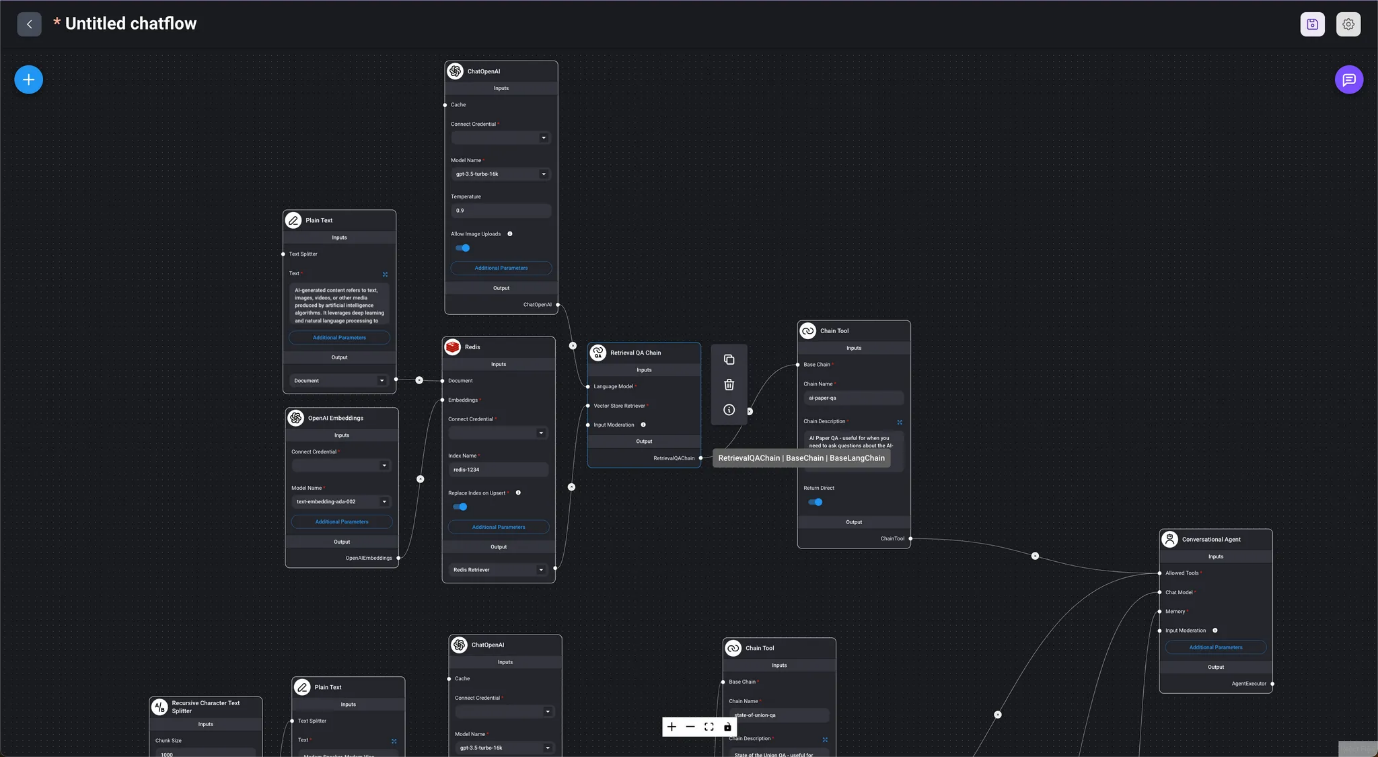 * Untitled chatflow
ChatOpenAI
Inputs
Cache
Connect Credential *
Model Name *
gpt-3.5-turbo-16k
Temperature
0.9
Allow Image Uploads
Additional Parameters
Output
ChatOpenAI
Plain Text
Inputs
Text Splitter
Text *
AI-generated content refers to text,
images, videos, or other media
produced by artificial intelligence
algorithms. It leverages deep learning
and natural language processing to
Additional Parameters
Output
Document
OpenAI Embeddings
Inputs
Connect Credential *
Model Name *
text-embedding-ada-002
Additional Parameters
Output
OpenAIEmbeddings
Redis
Inputs
Document
Embeddings *
Connect Credential *
Index Name *
redis-1234
Replace Index on Upsert *
Additional Parameters
Output
Redis Retriever
Retrieval QA Chain
Inputs
Language Model *
Vector Store Retriever *
Input Moderation
Output
RetrievalQAChain
RetrievalQAChain | BaseChain | BaseLangChain
Chain Tool
Inputs
Base Chain *
Chain Name *
ai-paper-qa
Chain Description *
AI Paper QA - useful for when you
need to ask questions about the AI-
Return Direct
Output
ChainTool
Conversational Agent
Inputs
Allowed Tools *
Chat Model *
Memory *
Input Moderation
Additional Parameters
Output
AgentExecutor
Recursive Character Text
Splitter
Inputs
Chunk Size
1000
Plain Text
Inputs
Text Splitter
Text *
ChatOpenAI
Inputs
Cache
Connect Credential *
Model Name *
gpt-3.5-turbo-16k
Chain Tool
Inputs
Base Chain *
Chain Name *
state-of-union-qa
Chain Description *
State of the Union QA - useful for